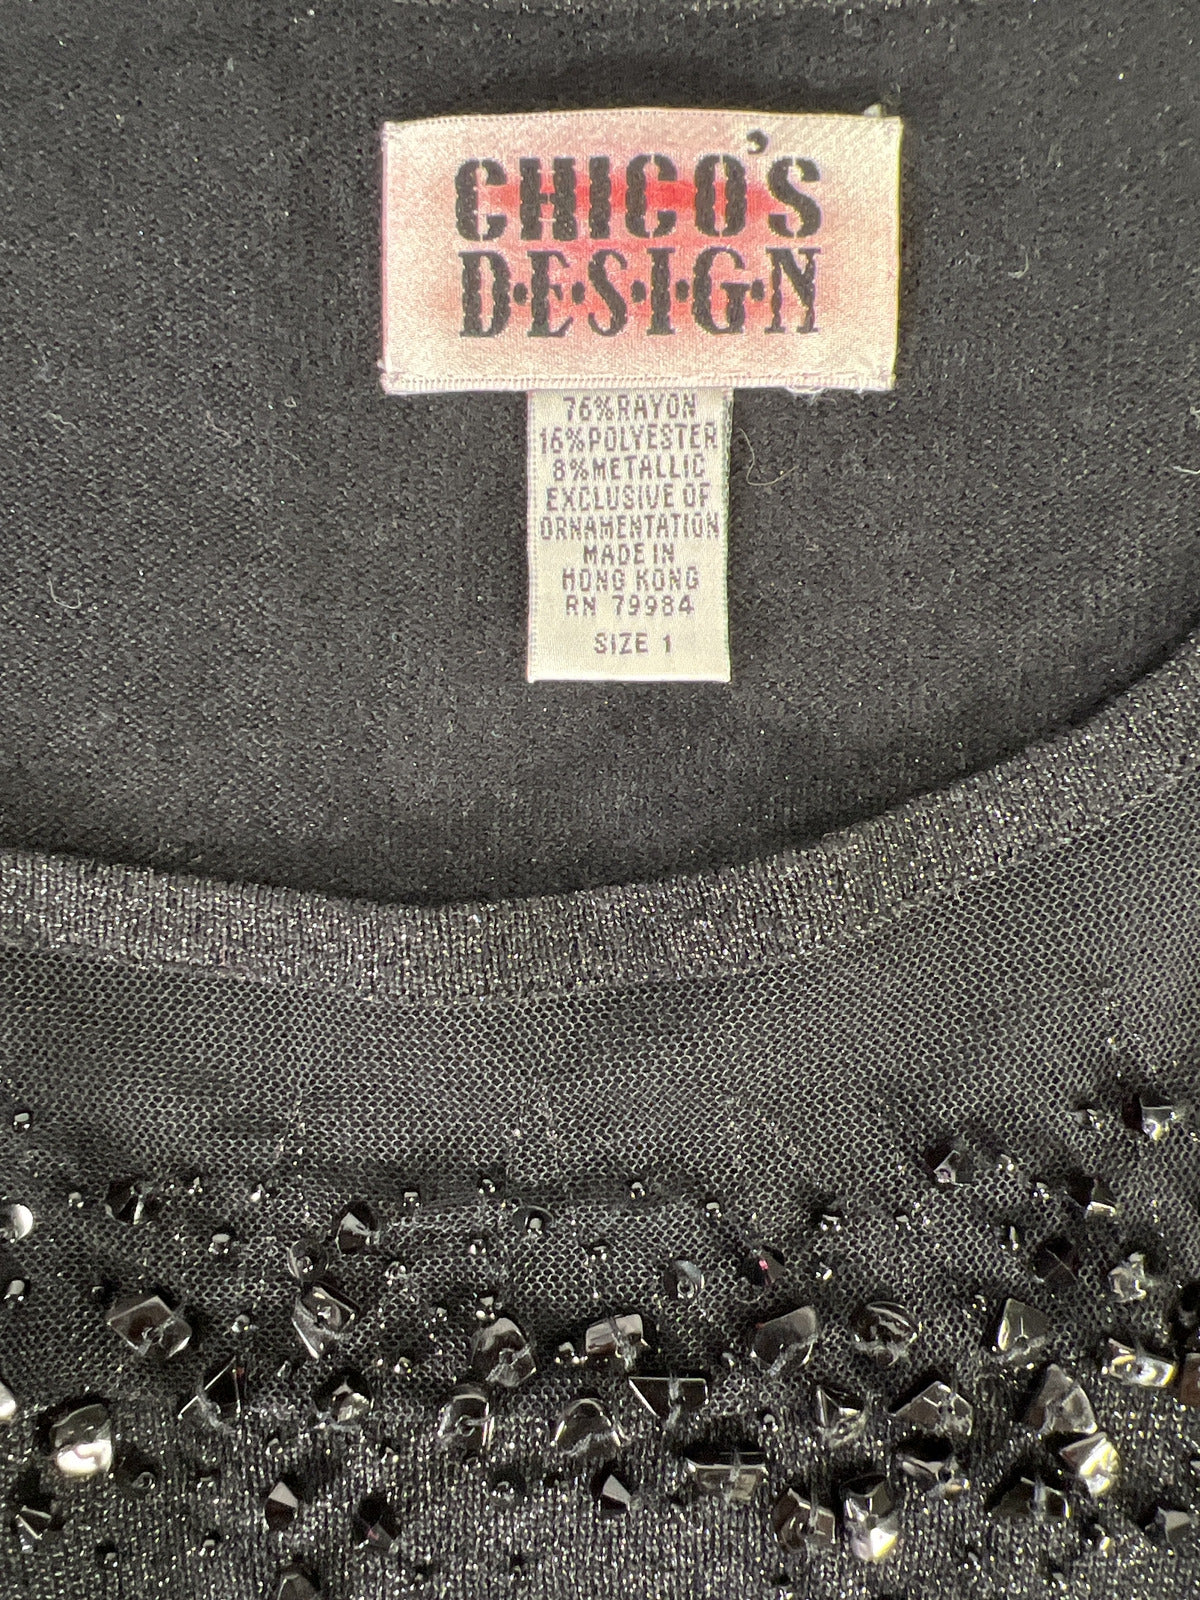 CHICO'S
D·E·S·I·G·N
76%RAYON
16%POLYESTER
8%METALLIC
EXCLUSIVE OF
ORNAMENTATION
MADE IN
HONG KONG
RN 79984
SIZE 1